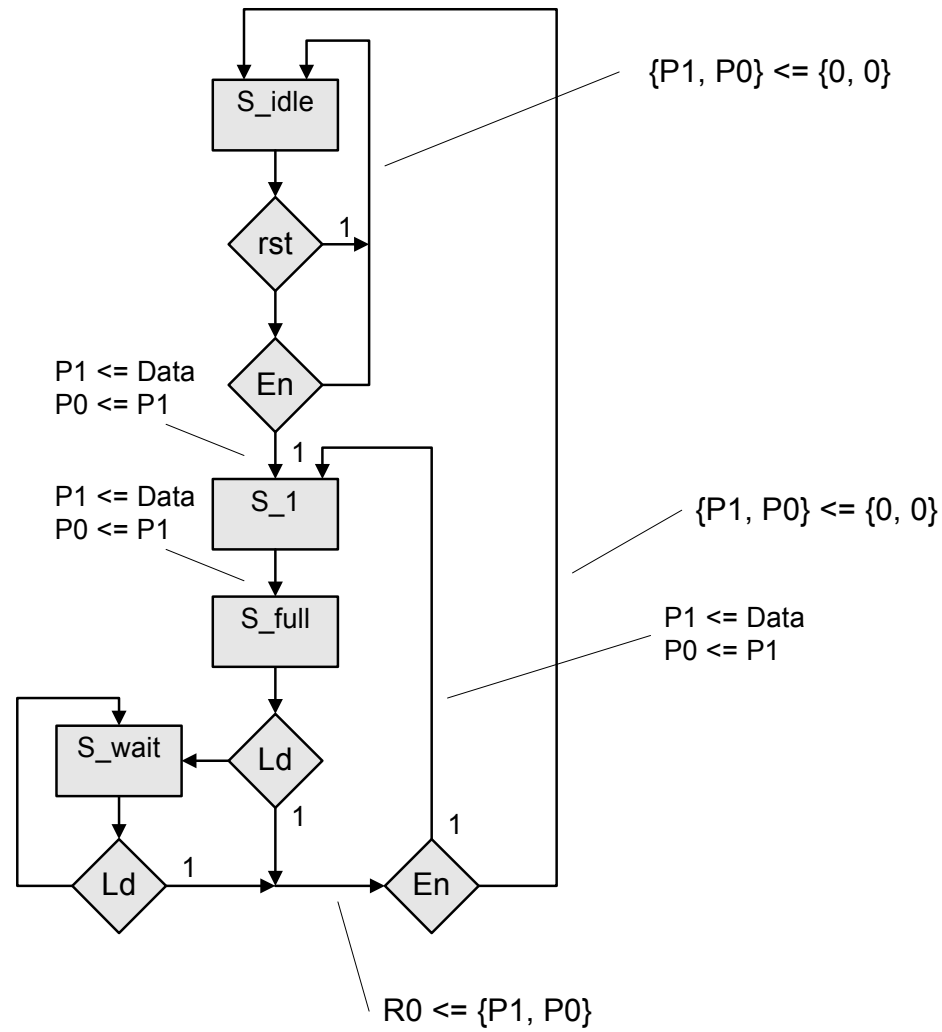 S_idle
{P1, P0} <= {0, 0}
rst
1
En
P1 <= Data
P0 <= P1
1
S_1
P1 <= Data
P0 <= P1
{P1, P0} <= {0, 0}
S_full
P1 <= Data
P0 <= P1
S_wait
Ld
1
1
Ld
1
En
R0 <= {P1, P0}